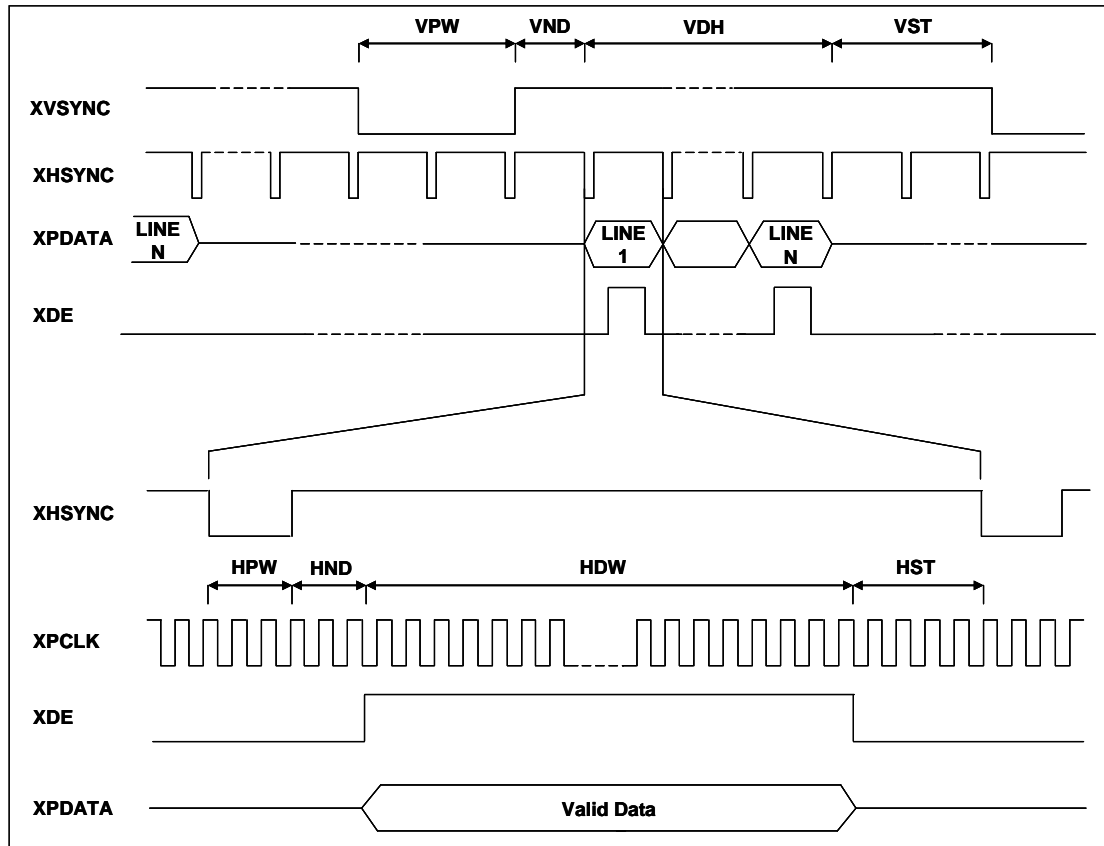 VPW VND VDH VST
XVSYNC
XHSYNC
XPDATA LINE N LINE 1 LINE N
XDE
XHSYNC
HPW HND HDW HST
XPCLK
XDE
XPDATA Valid Data